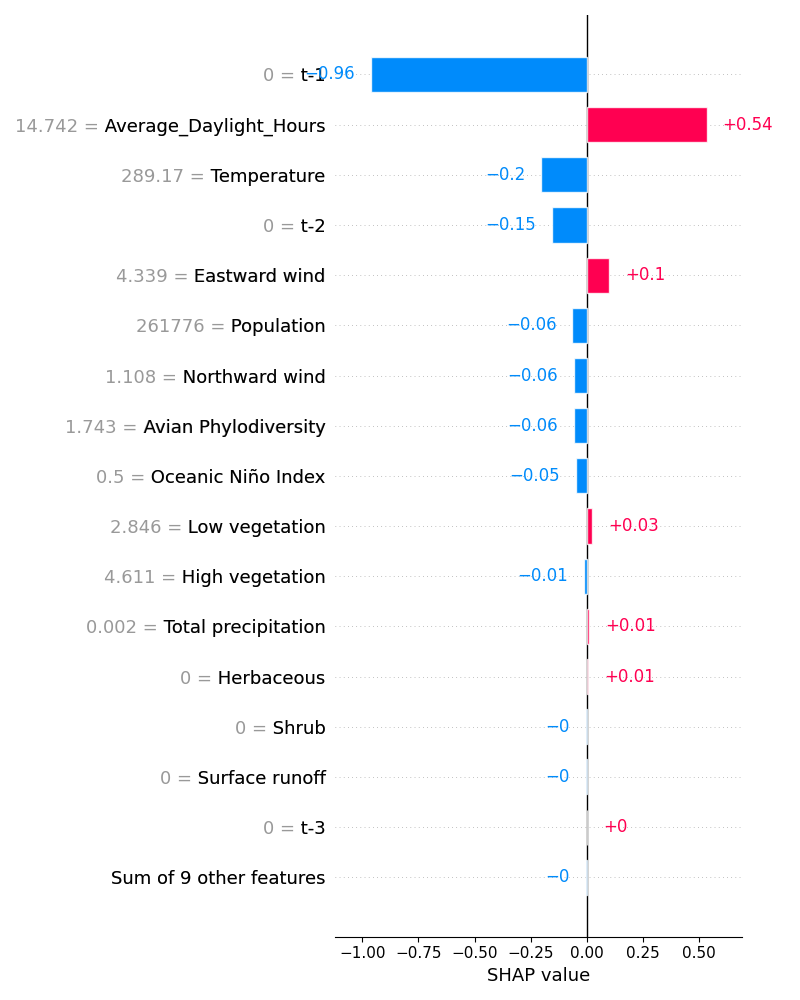 0 = t-1 −0.96
14.742 = Average_Daylight_Hours +0.54
289.17 = Temperature −0.2
0 = t-2 −0.15
4.339 = Eastward wind +0.1
261776 = Population −0.06
1.108 = Northward wind −0.06
1.743 = Avian Phylodiversity −0.06
0.5 = Oceanic Niño Index −0.05
2.846 = Low vegetation +0.03
4.611 = High vegetation −0.01
0.002 = Total precipitation +0.01
0 = Herbaceous +0.01
0 = Shrub −0
0 = Surface runoff −0
0 = t-3 +0
Sum of 9 other features −0
−1.00 −0.75 −0.50 −0.25 0.00 0.25 0.50
SHAP value